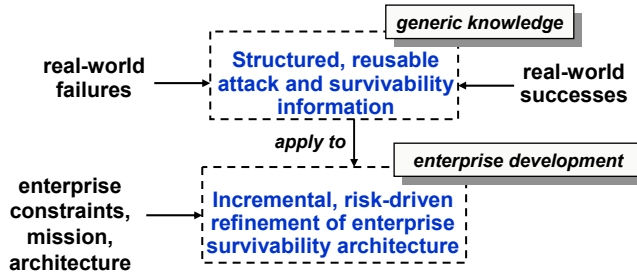 generic knowledge
real-world
failures
Structured, reusable
attack and survivability
information
real-world
successes
apply to
enterprise development
enterprise
constraints,
mission,
architecture
Incremental, risk-driven
refinement of enterprise
survivability architecture